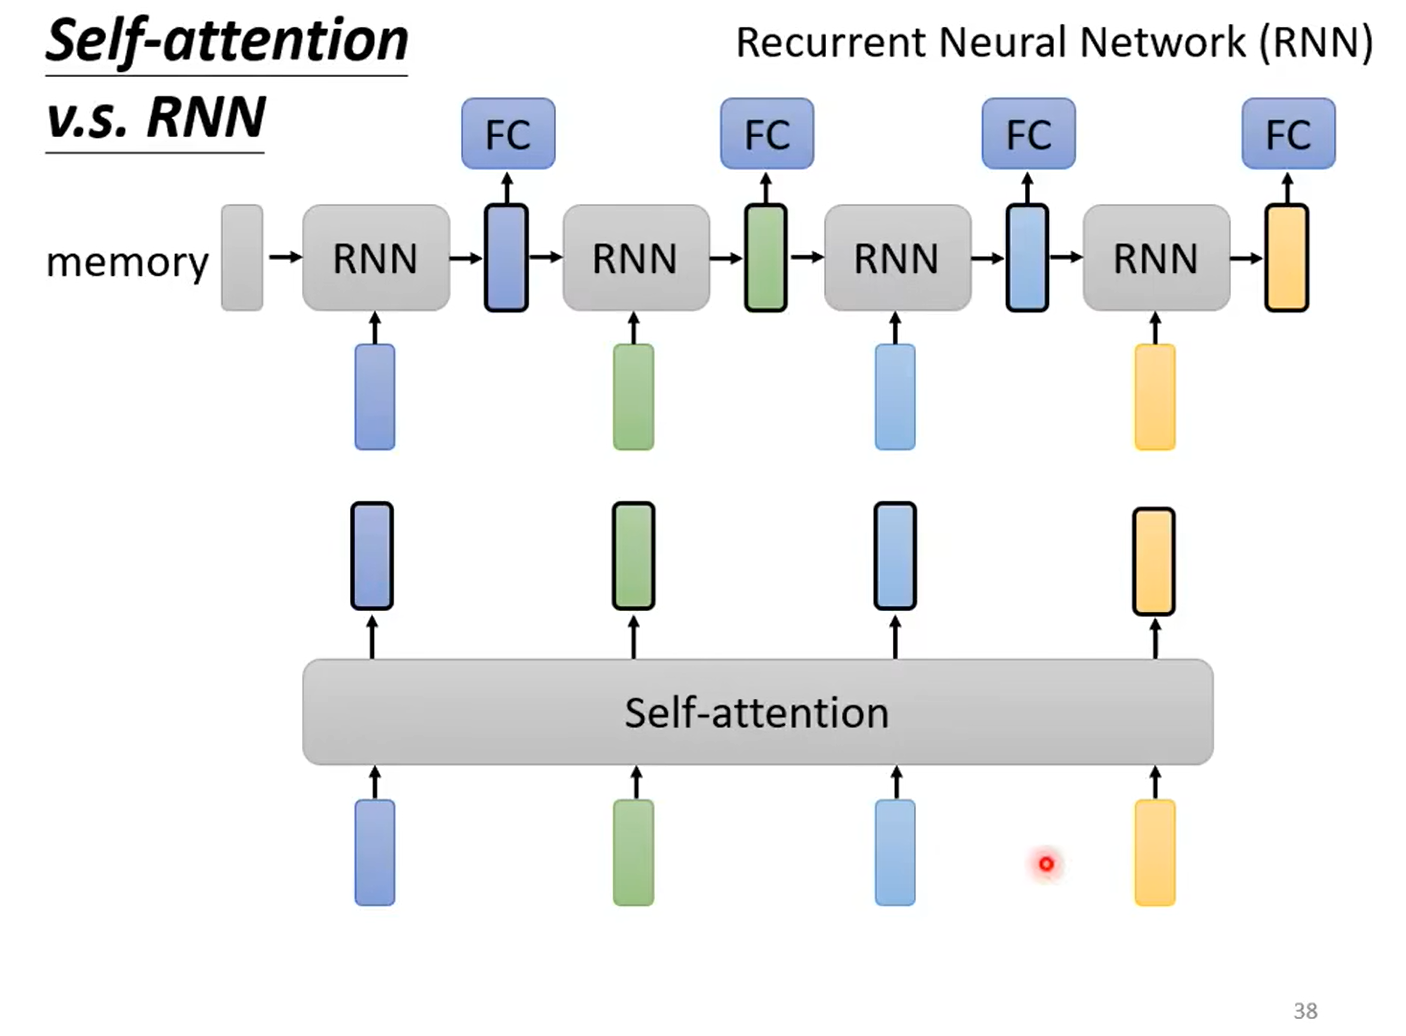 Self-attention
v.s. RNN
Recurrent Neural Network (RNN)
FC FC FC FC
memory RNN RNN RNN RNN
Self-attention
38